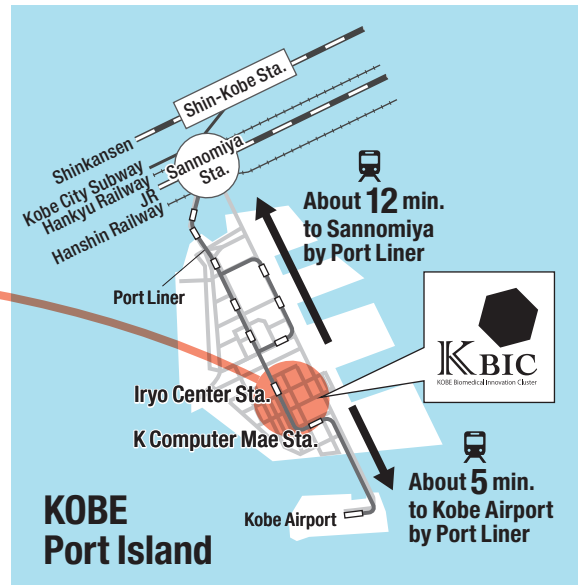 Shin-Kobe Sta.
Shinkansen
Kobe City Subway
Hankyu Railway
JR
Hanshin Railway
Sannomiya
Sta.
About 12 min.
to Sannomiya
by Port Liner
Port Liner
KBIC
KOBE Biomedical Innovation Cluster
Iryo Center Sta.
K Computer Mae Sta.
About 5 min.
to Kobe Airport
by Port Liner
Kobe Airport
KOBE
Port Island